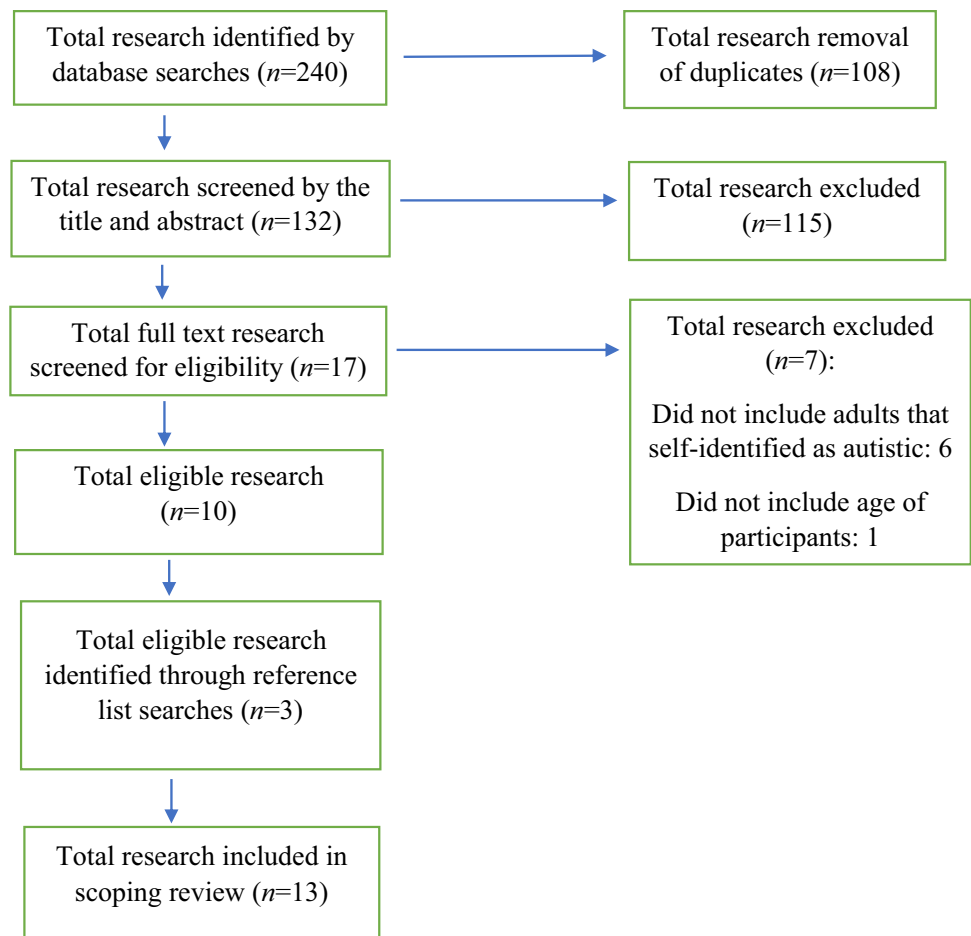 Total research identified by
database searches (n=240)
Total research removal
of duplicates (n=108)
Total research screened by the
title and abstract (n=132)
Total research excluded
(n=115)
Total full text research
screened for eligibility (n=17)
Total research excluded
(n=7):
Did not include adults that
self-identified as autistic: 6
Did not include age of
participants: 1
Total eligible research
(n=10)
Total eligible research
identified through reference
list searches (n=3)
Total research included in
scoping review (n=13)